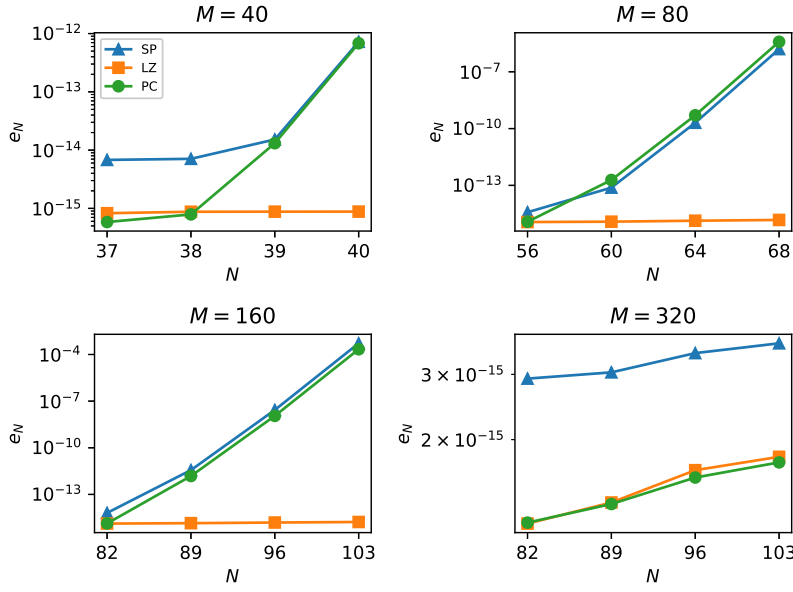 M = 40
10⁻¹²
10⁻¹³
10⁻¹⁴
10⁻¹⁵
e_N
SP
LZ
PC
37 38 39 40
N
M = 80
10⁻⁷
10⁻¹⁰
10⁻¹³
e_N
56 60 64 68
N
M = 160
10⁻⁴
10⁻⁷
10⁻¹⁰
10⁻¹³
e_N
82 89 96 103
N
M = 320
3 × 10⁻¹⁵
2 × 10⁻¹⁵
e_N
82 89 96 103
N